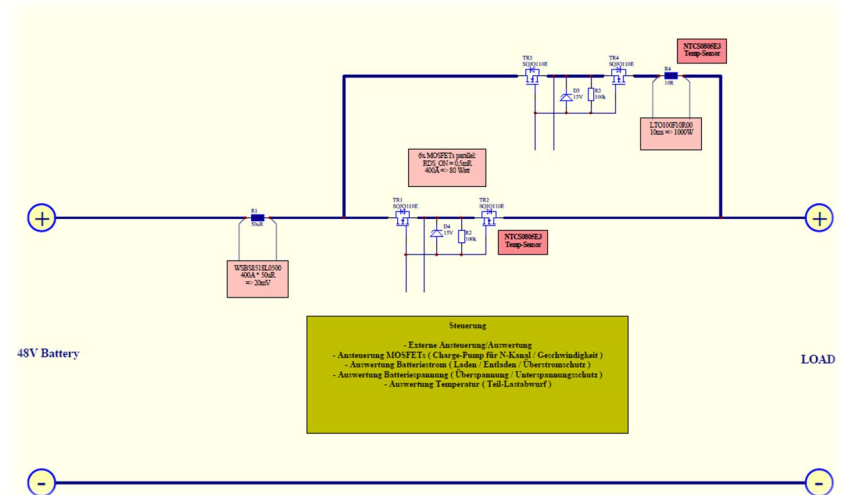 NTCS0805E3
Temp-Sensor
TR3
SQJQ110E
TR4
SQJQ110E
R4
10R
D3
15V
R3
100k
LTO100F10R00
10ms => 1000W
6x MOSFETs parallel:
RDS_ON = 0,5mR
400A => 80 Watt
+
R1
50uR
TR1
SQJQ110E
TR2
SQJQ110E
D4
15V
R2
100k
+
NTCS0805E3
Temp-Sensor
WSBS8518L0500
400A * 50uR
=> 20mV
Steuerung
- Externe Ansteuerung/Auswertung
- Ansteuerung MOSFETs ( Charge-Pump für N-Kanal / Geschwindigkeit )
- Auswertung Batteriestrom ( Laden / Entladen / Überstromschutz )
- Auswertung Batteriespannung ( Überspannung / Unterspannungsschutz )
- Auswertung Temperatur ( Teil-Lastabwurf )
48V Battery
LOAD
-
-